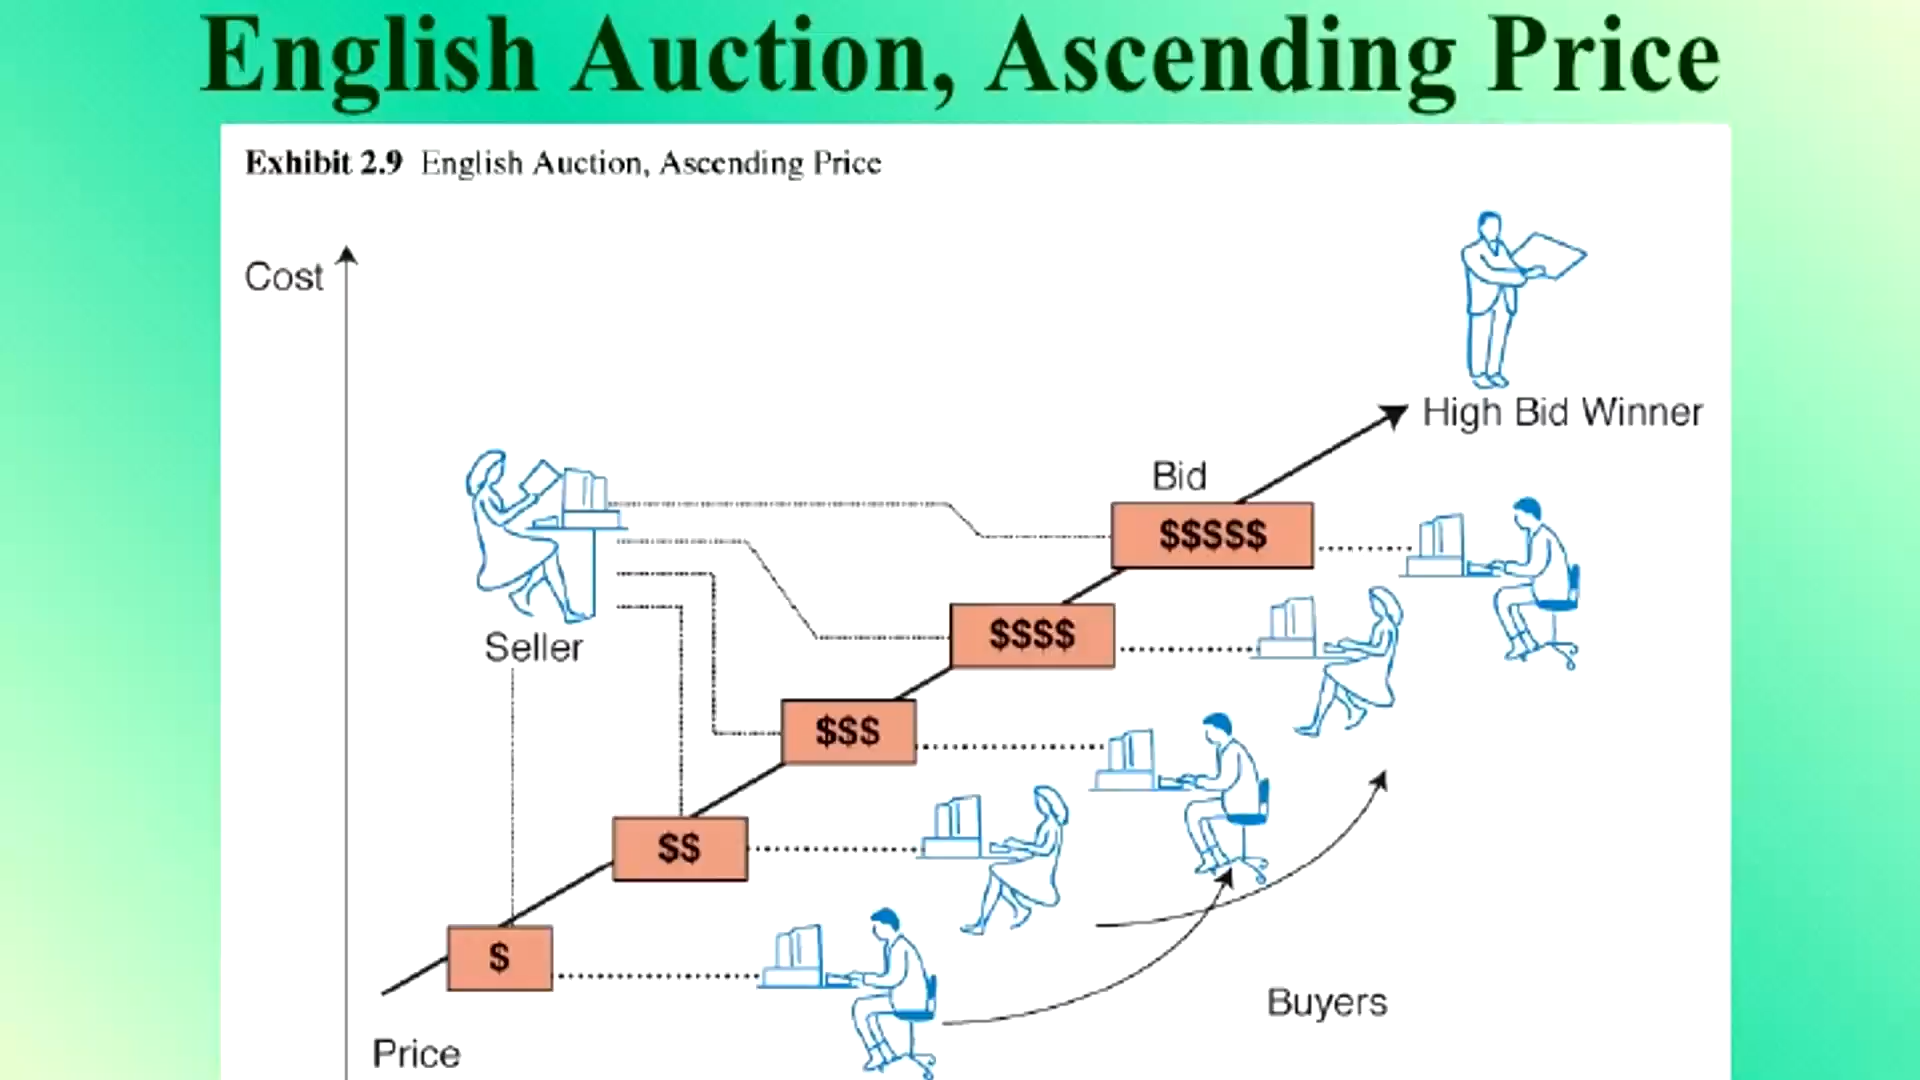 English Auction, Ascending Price
Exhibit 2.9 English Auction, Ascending Price
Cost
High Bid Winner
Bid
$$$$$
$$$$
Seller
$$$
$$
$
Buyers
Price